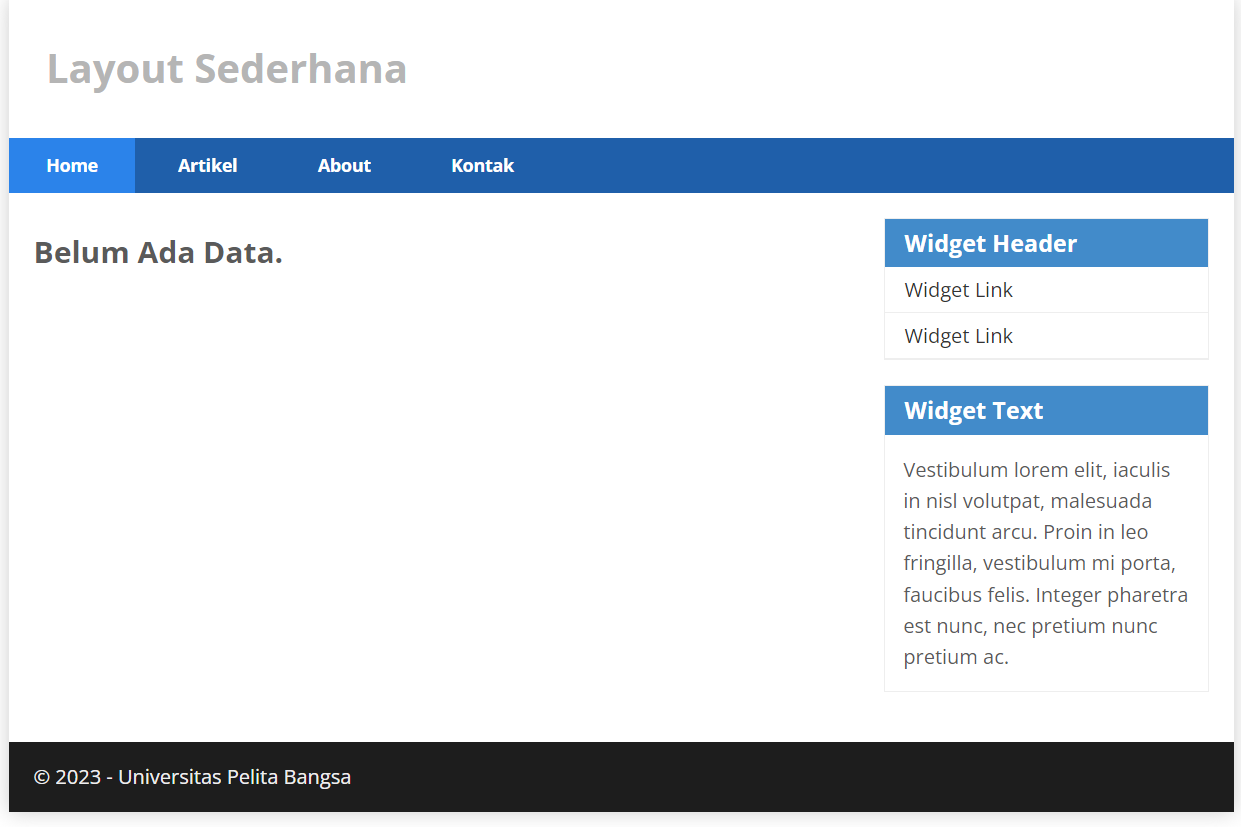 Layout Sederhana
Home Artikel About Kontak
Belum Ada Data.
Widget Header
Widget Link
Widget Link
Widget Text
Vestibulum lorem elit, iaculis
in nisl volutpat, malesuada
tincidunt arcu. Proin in leo
fringilla, vestibulum mi porta,
faucibus felis. Integer pharetra
est nunc, nec pretium nunc
pretium ac.
© 2023 - Universitas Pelita Bangsa